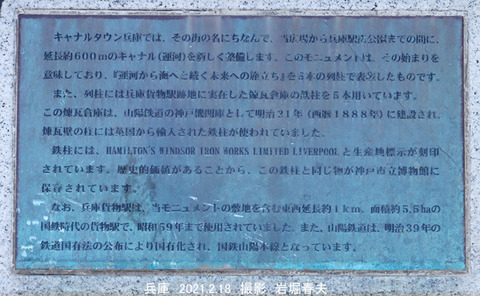 キャナルタウン兵庫では、その街の名にちなんで、当広場から兵庫駅前公園までの間に、
延長約600mのキャナル(運河)を新しく整備します。このモニュメントは、その始まりを
意味しており、『運河から海へと続く未来への旅立ち』を5本の列柱で表現したものです。
また、列柱には兵庫貨物駅跡地に実在した煉瓦倉庫の鉄柱を5本用いています。
この煉瓦倉庫は、山陽鉄道の神戸機関庫として明治21年(西暦1888年)に建設され、
煉瓦壁の柱には英国から輸入された鉄柱が使われていました。
鉄柱には、HAMILTON'S WINDSOR IRON WORKS LIMITED LIVERPOOLと生産地標示が刻印
されています。歴史的価値があることから、この鉄柱と同じ物が神戸市立博物館に
保存されています。
なお、兵庫貨物駅は、当モニュメントの敷地を含む東西延長約1km、面積約5.5haの
国鉄時代の貨物駅で、昭和59年まで使用されていました。また、山陽鉄道は、明治39年の
鉄道国有法の公布により国有化され、国鉄山陽本線となっています。
兵庫 2021.2.18 撮影 岩堀春夫